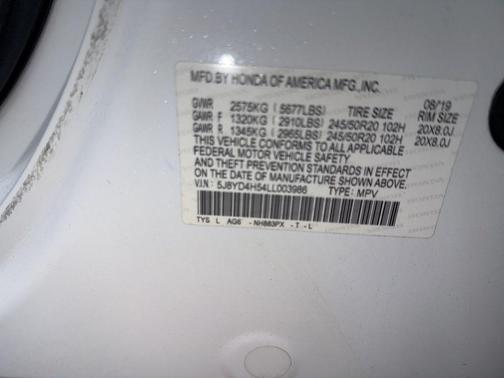 MFD.BY HONDA OF AMERICA MFG.,INC.
08/19
GVWR 2575KG (5677LBS) TIRE SIZE RIM SIZE
GAWR F 1320KG (2910LBS) 245/50R20 102H 20X8.0J
GAWR R 1345KG (2965LBS) 245/50R20 102H 20X8.0J
THIS VEHICLE CONFORMS TO ALL APPLICABLE
FEDERAL MOTOR VEHICLE SAFETY
AND THEFT PREVENTION STANDARDS IN EFFECT
ON THE DATE OF MANUFACTURE SHOWN ABOVE.
V.I.N: 5J8YD4H54LL003986 TYPE: MPV
TYS L AG6 -NH883PX -T -L